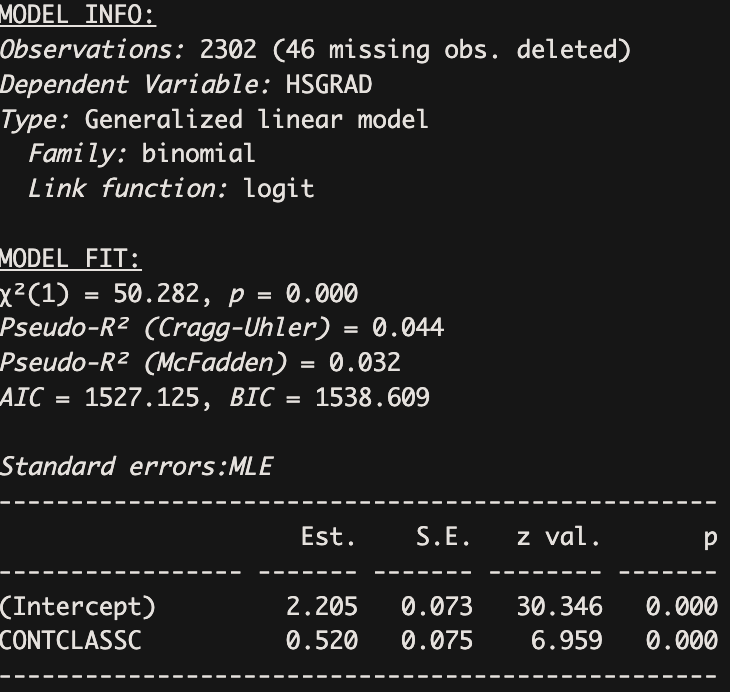 MODEL INFO:
Observations: 2302 (46 missing obs. deleted)
Dependent Variable: HSGRAD
Type: Generalized linear model
Family: binomial
Link function: logit
MODEL FIT:
χ²(1) = 50.282, p = 0.000
Pseudo-R² (Cragg-Uhler) = 0.044
Pseudo-R² (McFadden) = 0.032
AIC = 1527.125, BIC = 1538.609
Standard errors:MLE
--------------------------------------------------
Est. S.E. z val. p
----------------- ------- ------- -------- -------
(Intercept) 2.205 0.073 30.346 0.000
CONTCLASSC 0.520 0.075 6.959 0.000
--------------------------------------------------